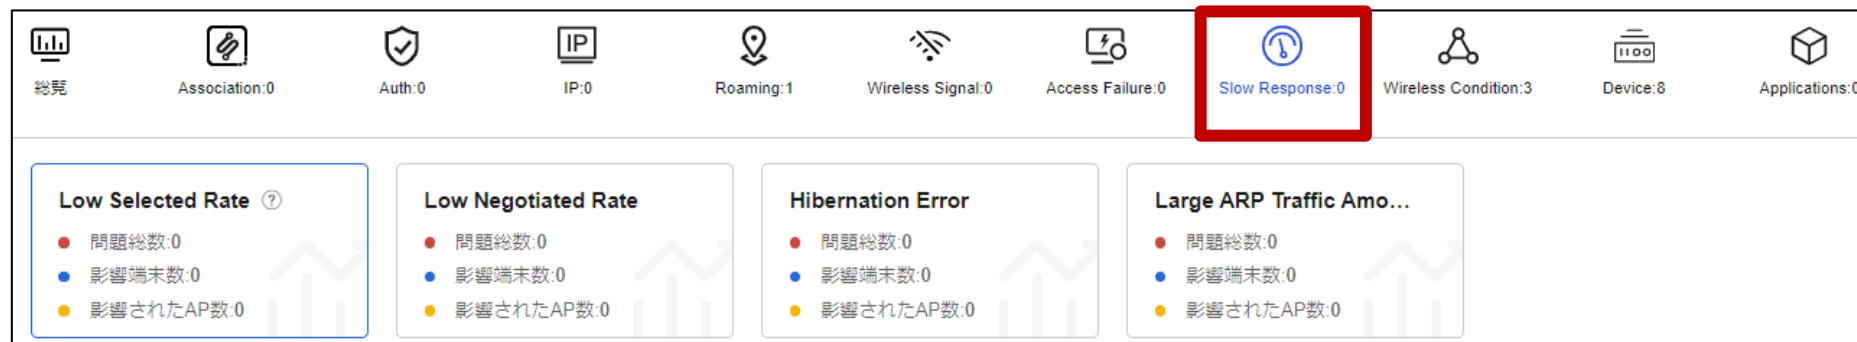 IP
総覧
Association:0
Auth:0
IP:0
Roaming:1
Wireless Signal:0
Access Failure:0
Slow Response:0
Wireless Condition:3
Device:8
Applications:0
Low Selected Rate ?
問題総数:0
影響端末数:0
影響されたAP数:0
Low Negotiated Rate
問題総数:0
影響端末数:0
影響されたAP数:0
Hibernation Error
問題総数:0
影響端末数:0
影響されたAP数:0
Large ARP Traffic Amo...
問題総数:0
影響端末数:0
影響されたAP数:0